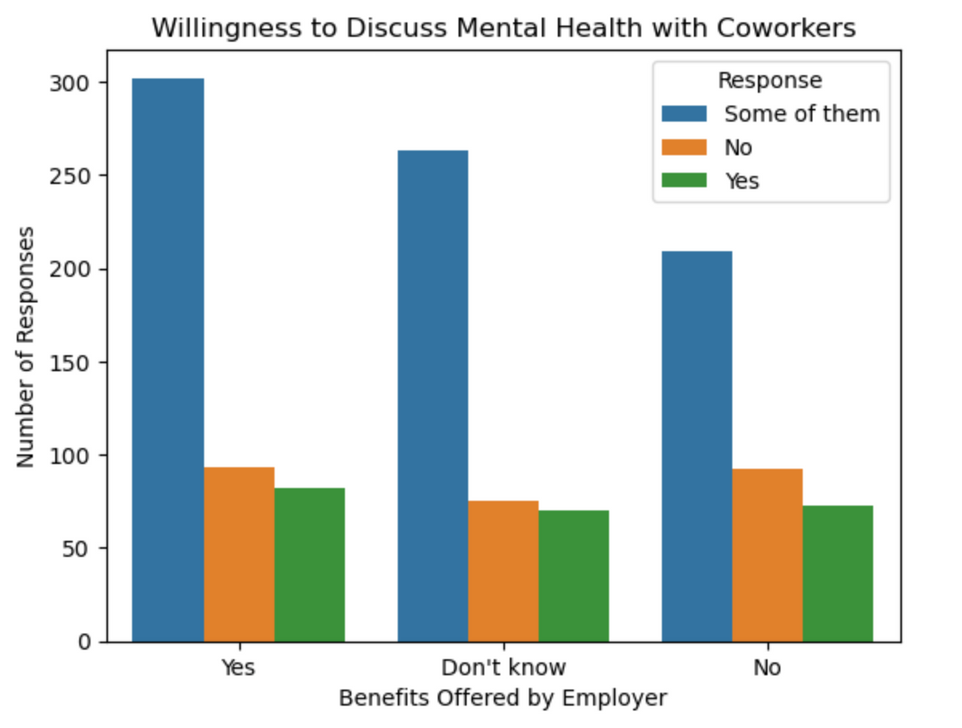 Willingness to Discuss Mental Health with Coworkers
Response
Some of them
No
Yes
Number of Responses
300
250
200
150
100
50
0
Yes
Don't know
No
Benefits Offered by Employer